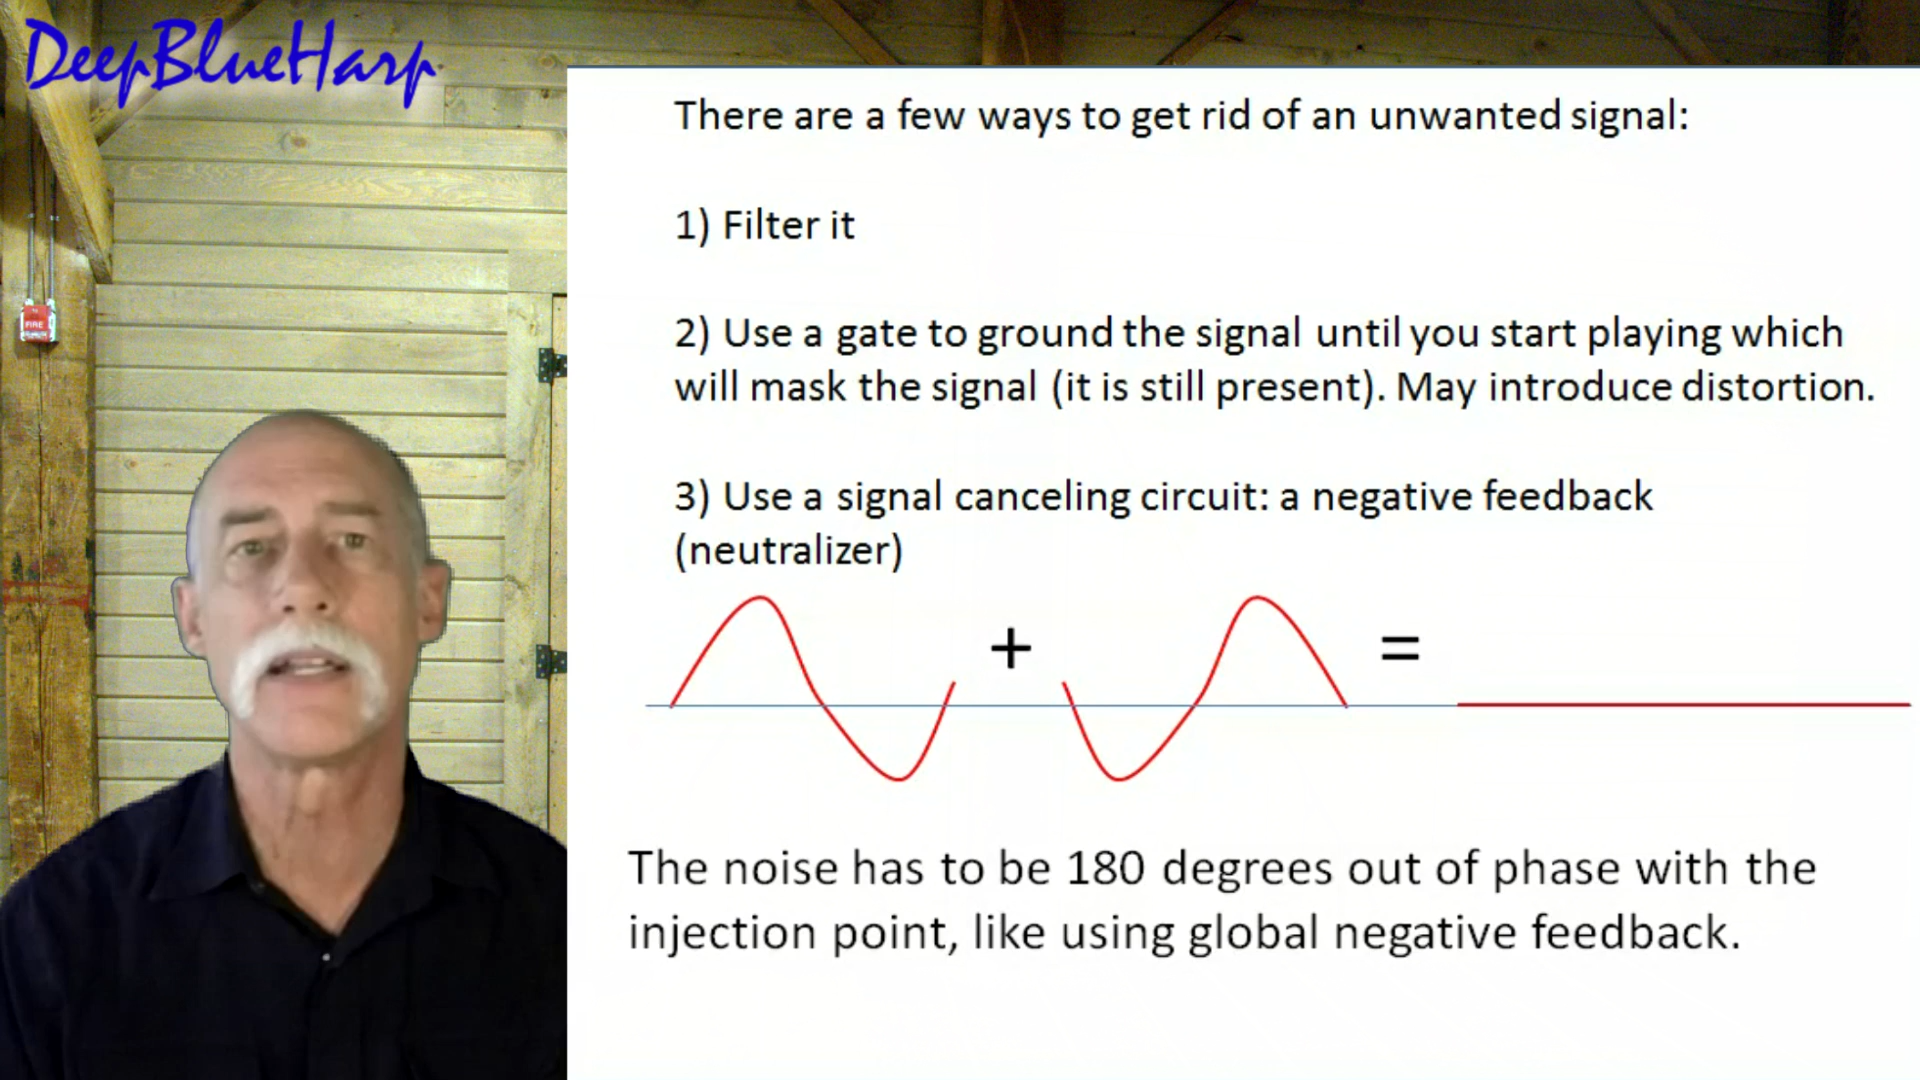 DeepBlueHarp
There are a few ways to get rid of an unwanted signal:
1) Filter it
2) Use a gate to ground the signal until you start playing which
will mask the signal (it is still present). May introduce distortion.
3) Use a signal canceling circuit: a negative feedback
(neutralizer)
+ =
The noise has to be 180 degrees out of phase with the
injection point, like using global negative feedback.
FIRE